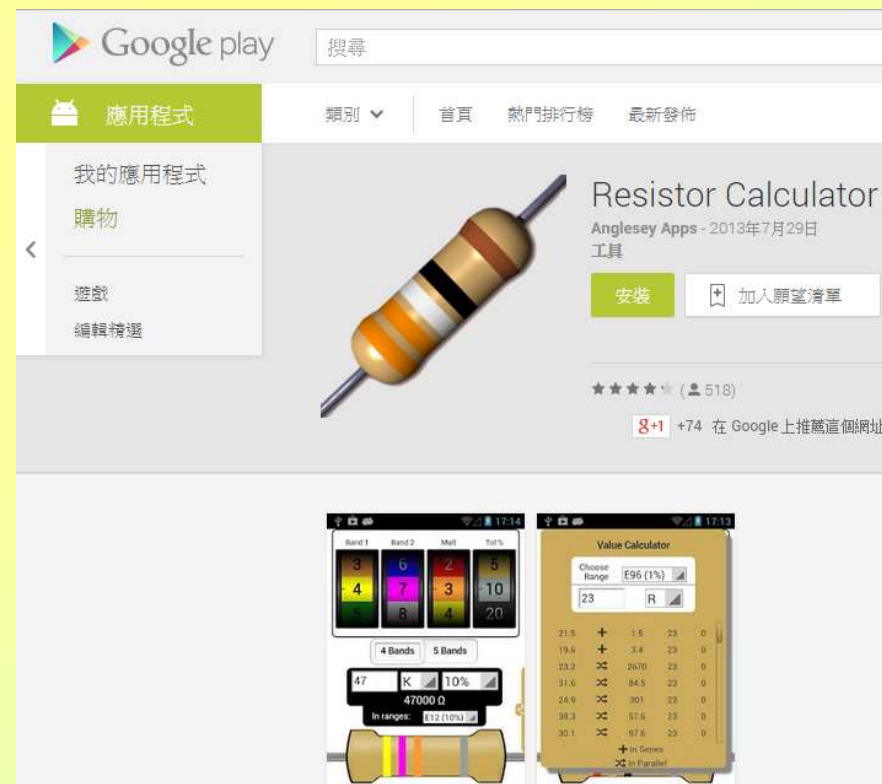 Google play
搜尋
應用程式
類別
首頁
熱門排行榜
最新發佈
我的應用程式
購物
遊戲
編輯精選
Resistor Calculator
Anglesey Apps - 2013年7月29日
工具
安裝
加入願望清單
(518)
g+1 +74 在 Google 上推薦這個網址
17:14
Band 1 Band 2 Mult Tol %
3 6 2 5
4 7 3 10
5 8 4 20
4 Bands 5 Bands
47 K 10%
47000 Ω
In ranges: E12 (10%)
17:13
Value Calculator
Choose
Range E96 (1%)
23 R
21.5 + 1.5 23 0
19.6 + 3.4 23 0
23.2 2670 23 0
31.6 84.5 23 0
24.9 301 23 0
38.3 57.6 23 0
30.1 97.6 23 0
+ In Series
In Parallel